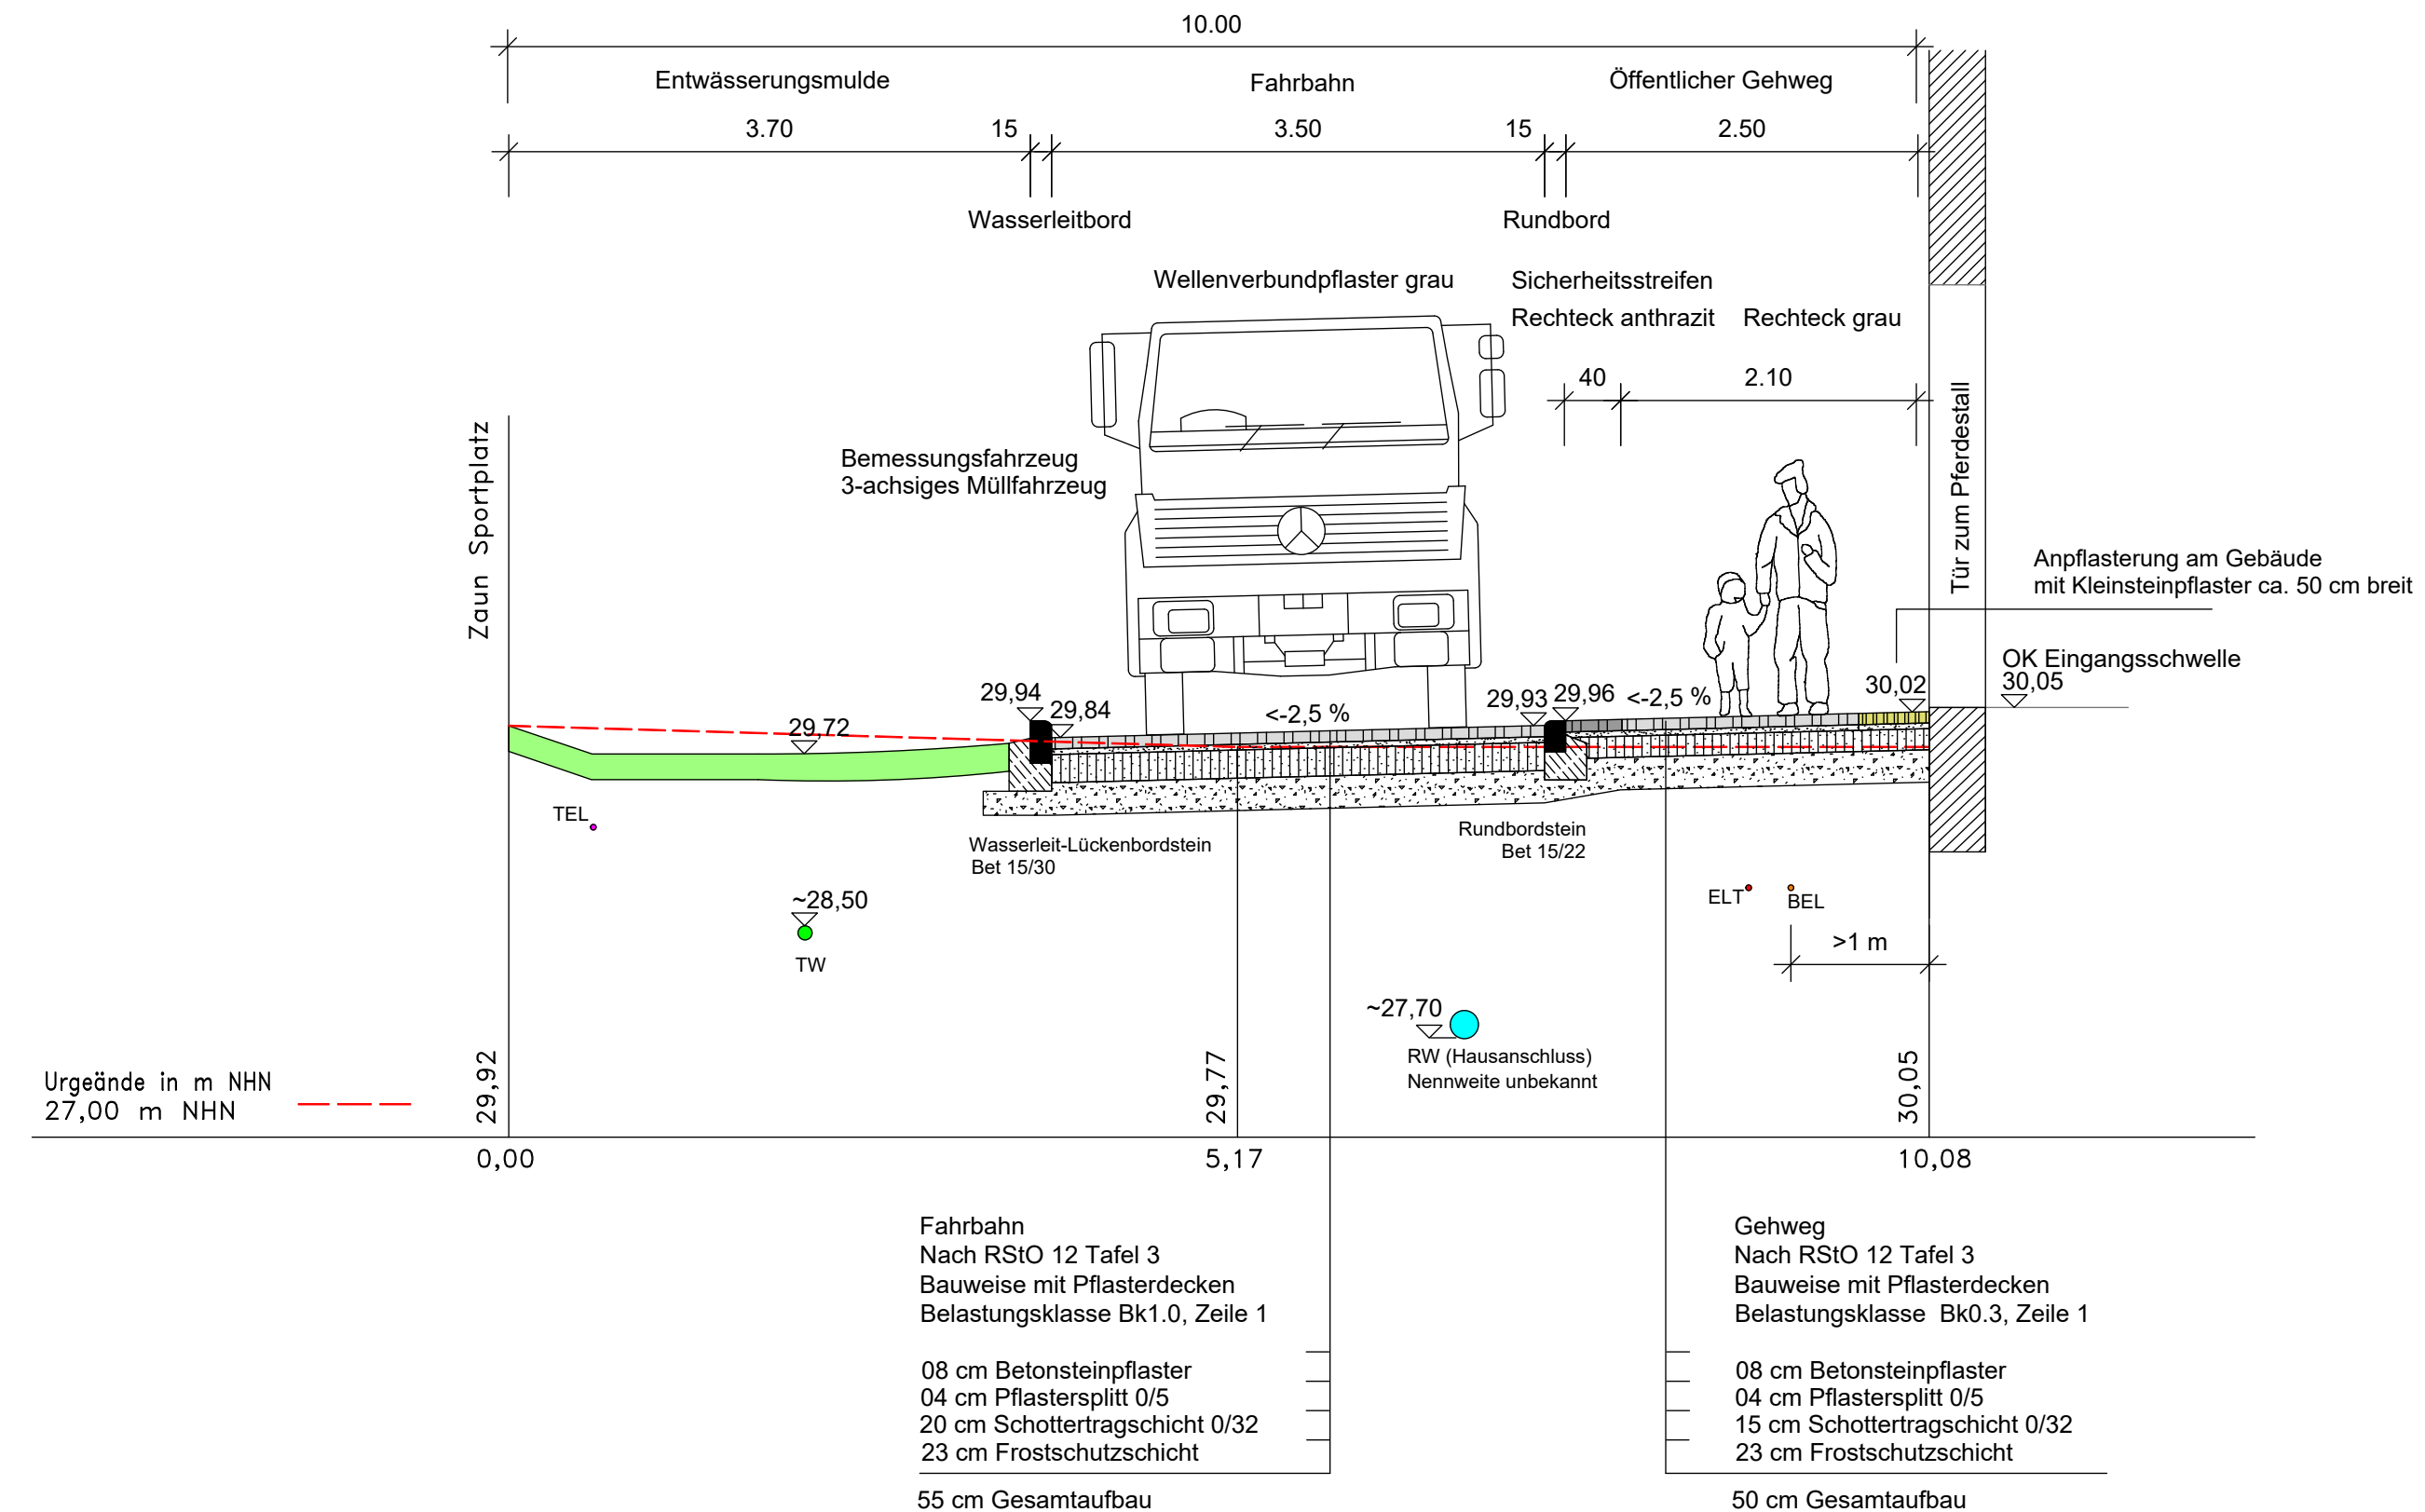 10.00
Entwässerungsmulde Fahrbahn Öffentlicher Gehweg
3.70 15 3.50 15 2.50
Wasserleitbord Rundbord
Wellenverbundpflaster grau
Sicherheitsstreifen
Rechteck anthrazit Rechteck grau
40 2.10
Zaun Sportplatz
Bemessungsfahrzeug
3-achsiges Müllfahrzeug
Tür zum Pferdestall
Anpflasterung am Gebäude
mit Kleinsteinpflaster ca. 50 cm breit
OK Eingangsschwelle
30,05
29,72
29,94
29,84
<-2,5 %
29,93
29,96
<-2,5 %
30,02
TEL
Wasserleit-Lückenbordstein
Bet 15/30
Rundbordstein
Bet 15/22
~28,50
TW
ELT
BEL
>1 m
~27,70
RW (Hausanschluss)
Nennweite unbekannt
Urgeände in m NHN
27,00 m NHN
29,92
29,77
30,05
0,00
5,17
10,08
Fahrbahn
Nach RStO 12 Tafel 3
Bauweise mit Pflasterdecken
Belastungsklasse Bk1.0, Zeile 1
08 cm Betonsteinpflaster
04 cm Pflastersplitt 0/5
20 cm Schottertragschicht 0/32
23 cm Frostschutzschicht
55 cm Gesamtaufbau
Gehweg
Nach RStO 12 Tafel 3
Bauweise mit Pflasterdecken
Belastungsklasse Bk0.3, Zeile 1
08 cm Betonsteinpflaster
04 cm Pflastersplitt 0/5
15 cm Schottertragschicht 0/32
23 cm Frostschutzschicht
50 cm Gesamtaufbau